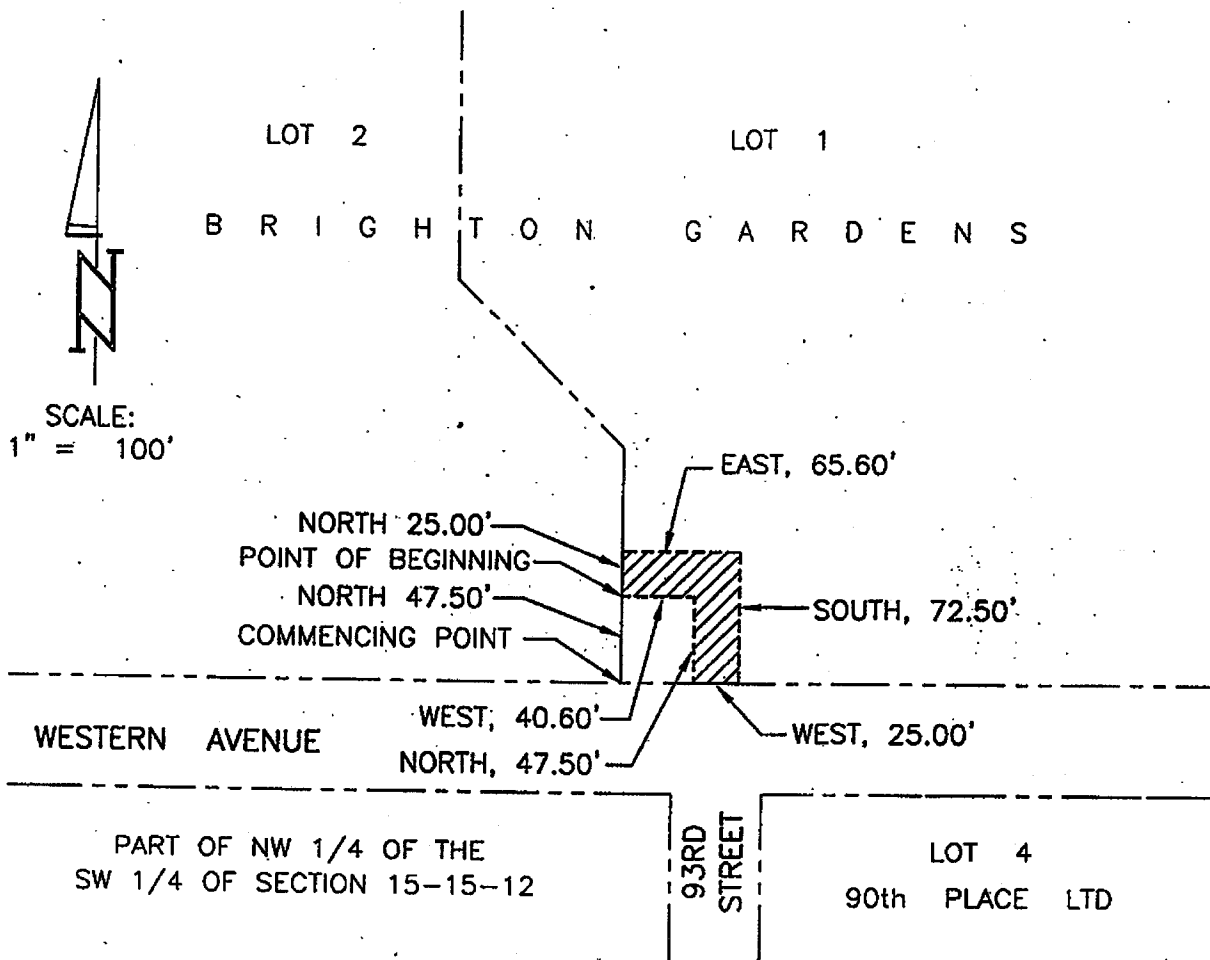 LOT 2
LOT 1
BRIGHTON GARDENS
N
SCALE:
1" = 100'
EAST, 65.60'
NORTH 25.00'
POINT OF BEGINNING
NORTH 47.50'
SOUTH, 72.50'
COMMENCING POINT
WEST, 40.60'
WEST, 25.00'
WESTERN AVENUE
NORTH, 47.50'
93RD
STREET
PART OF NW 1/4 OF THE
SW 1/4 OF SECTION 15-15-12
LOT 4
90th PLACE LTD